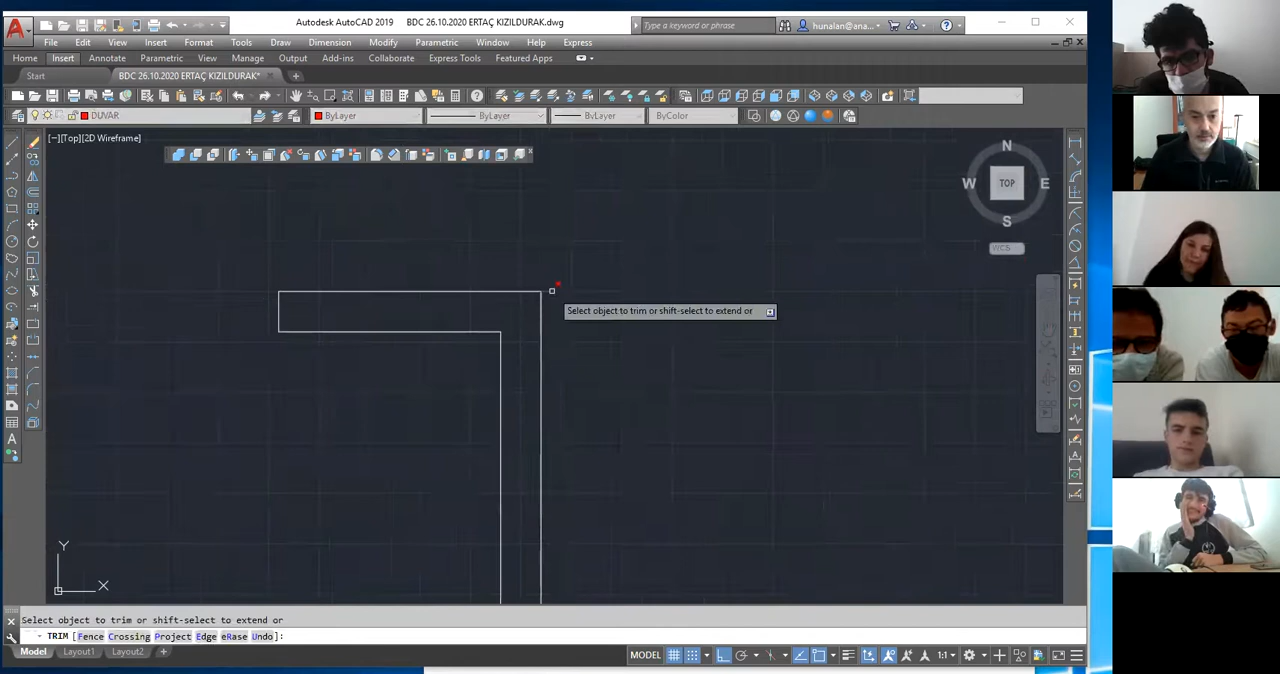 Autodesk AutoCAD 2019 BDC 26.10.2020 ERTAÇ KIZILDURAK.dwg
Type a keyword or phrase
hunalan@ana...
File Edit View Insert Format Tools Draw Dimension Modify Parametric Window Help Express
Home Insert Annotate Parametric View Manage Output Add-ins Collaborate Express Tools Featured Apps
Start BDC 26.10.2020 ERTAÇ KIZILDURAK*
DUVAR ByLayer ByLayer ByLayer ByColor
[−][Top][2D Wireframe]
N
W TOP E
S
WCS
Select object to trim or shift-select to extend or
Y
X
Select object to trim or shift-select to extend or
TRIM [Fence Crossing Project Edge eRase Undo]:
Model Layout1 Layout2 +
MODEL 1:1